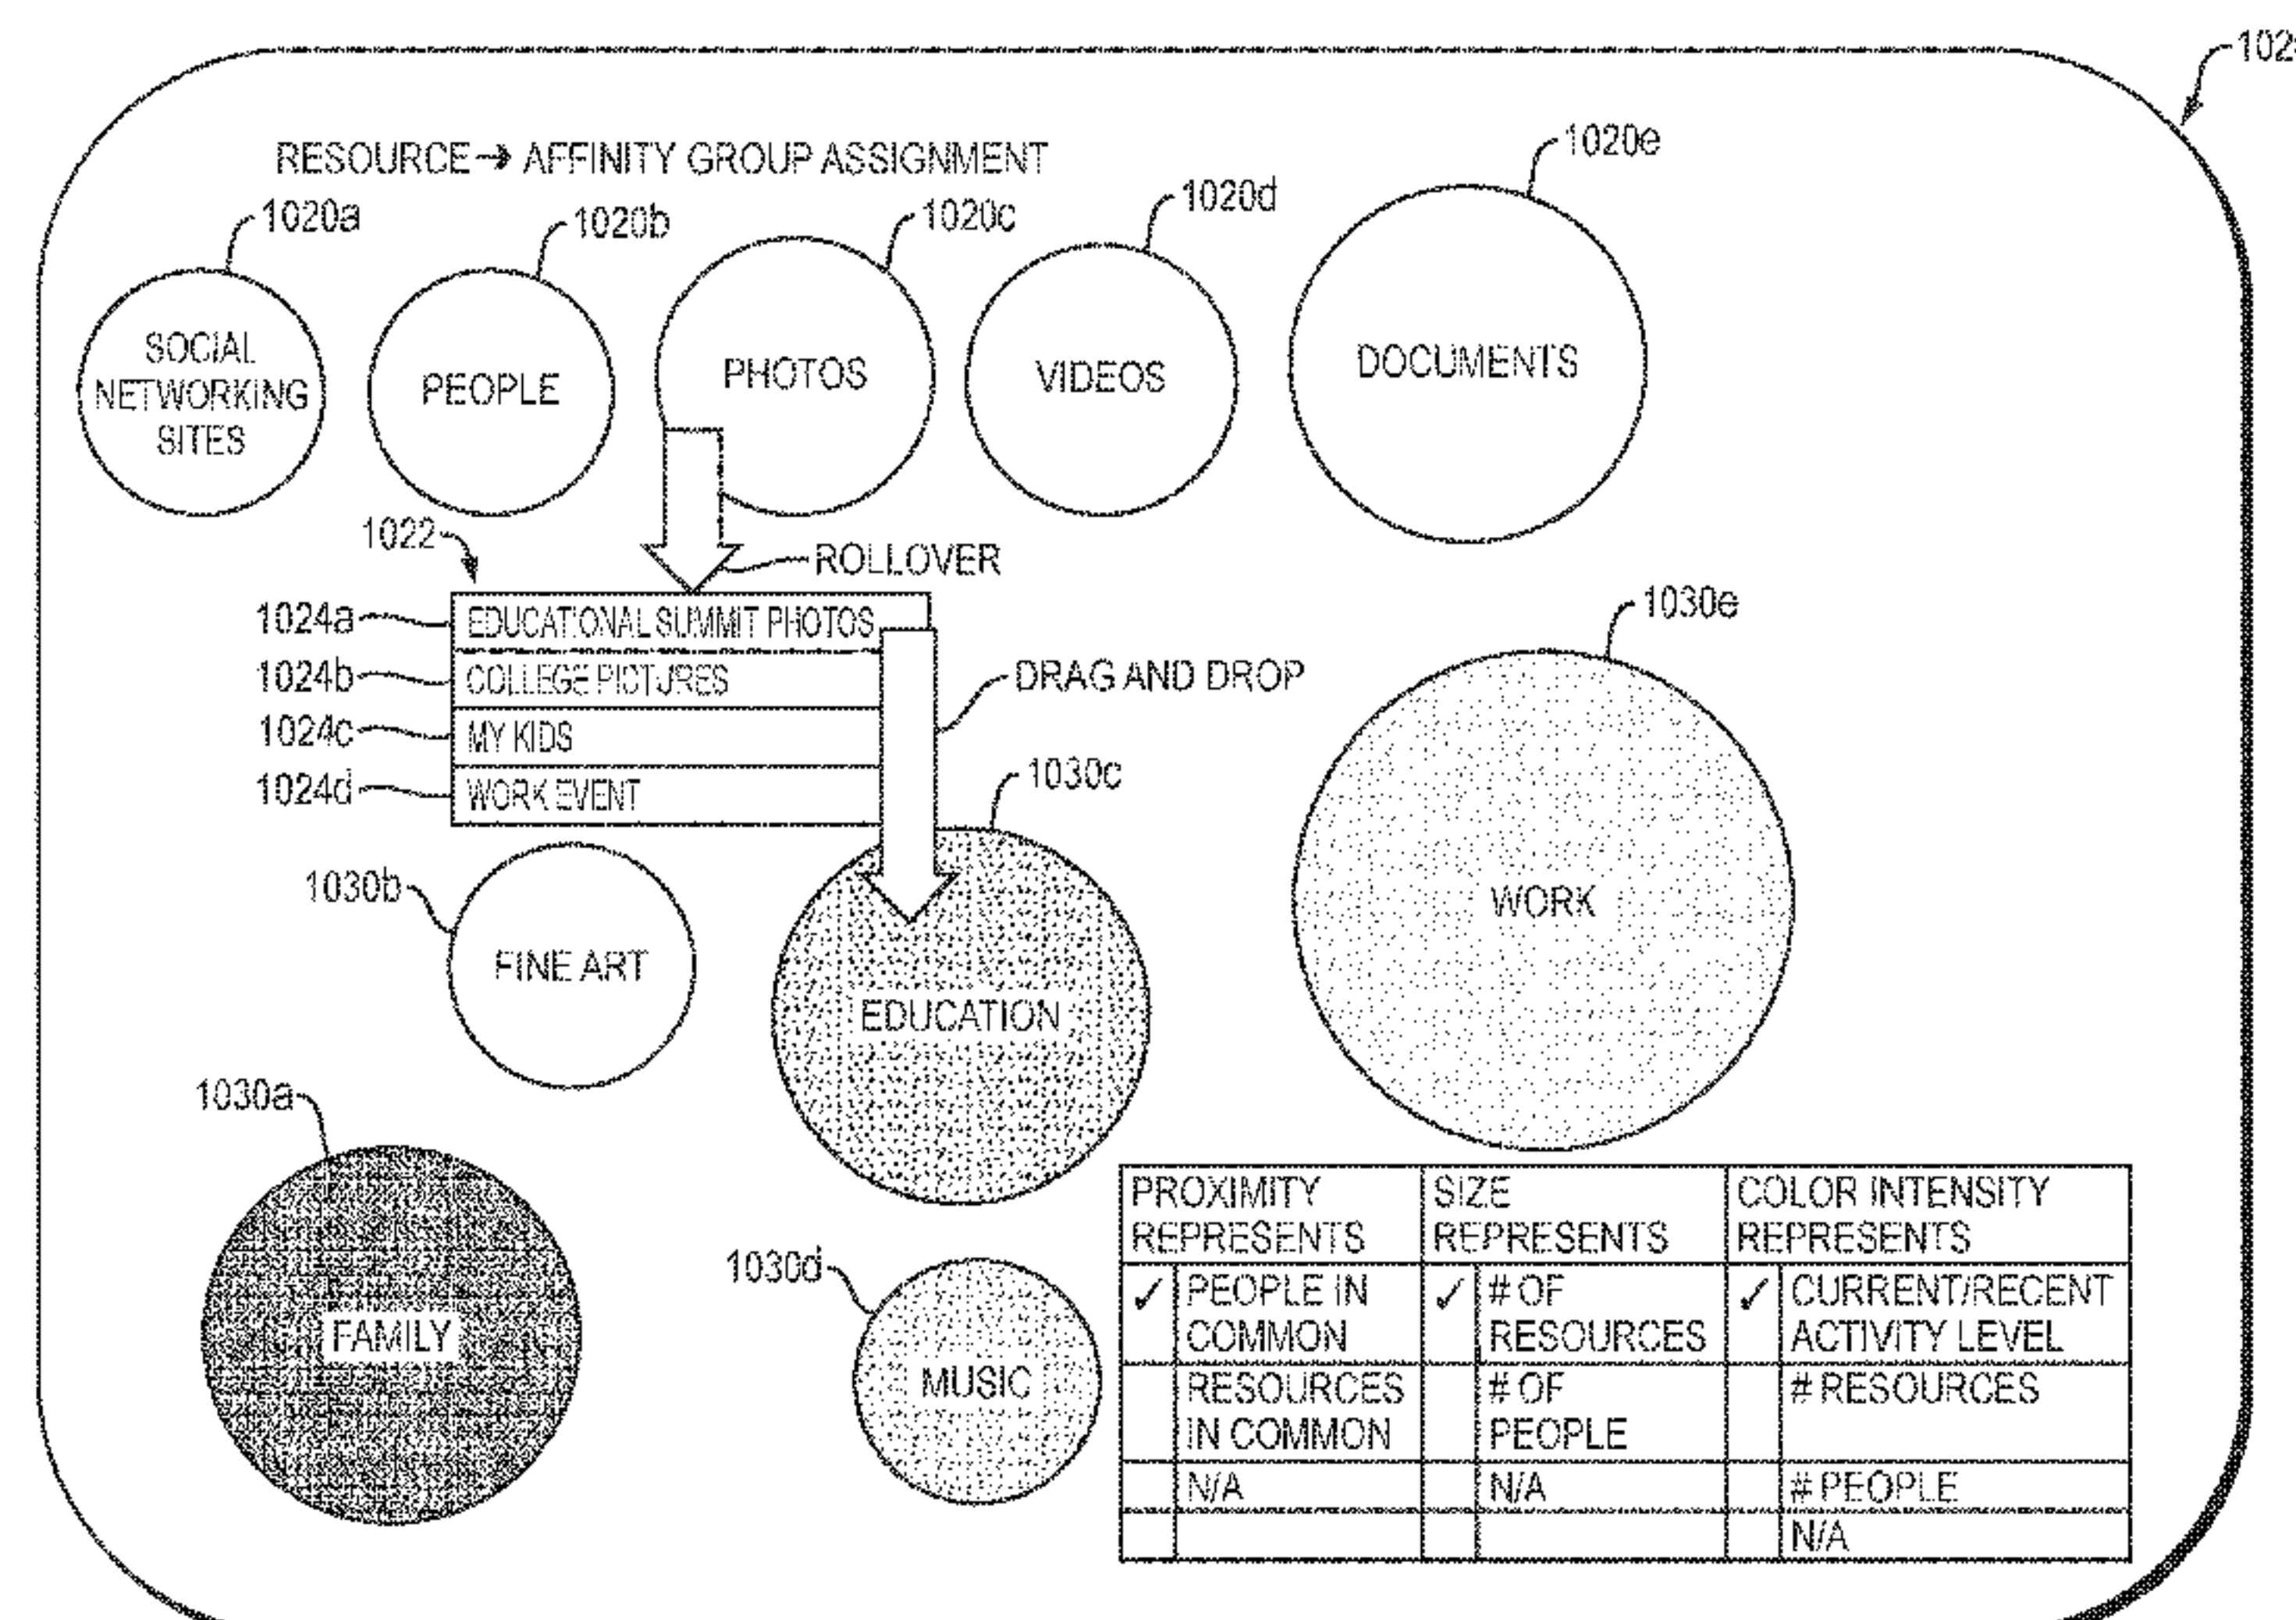 102
RESOURCE → AFFINITY GROUP ASSIGNMENT
1020a
1020b
1020c
1020d
1020e
SOCIAL
NETWORKING
SITES
PEOPLE
PHOTOS
VIDEOS
DOCUMENTS
1022
ROLLOVER
1024a
EDUCATIONAL SUMMIT PHOTOS
1024b
COLLEGE PICTURES
1024c
MY KIDS
1024d
WORK EVENT
DRAG AND DROP
1030e
WORK
1030c
EDUCATION
1030b
FINE ART
1030a
FAMILY
1030d
MUSIC
PROXIMITY
REPRESENTS
SIZE
REPRESENTS
COLOR INTENSITY
REPRESENTS
✓ PEOPLE IN
COMMON
✓ # OF
RESOURCES
✓ CURRENT/RECENT
ACTIVITY LEVEL
RESOURCES
IN COMMON
# OF
PEOPLE
# RESOURCES
N/A
N/A
# PEOPLE
N/A